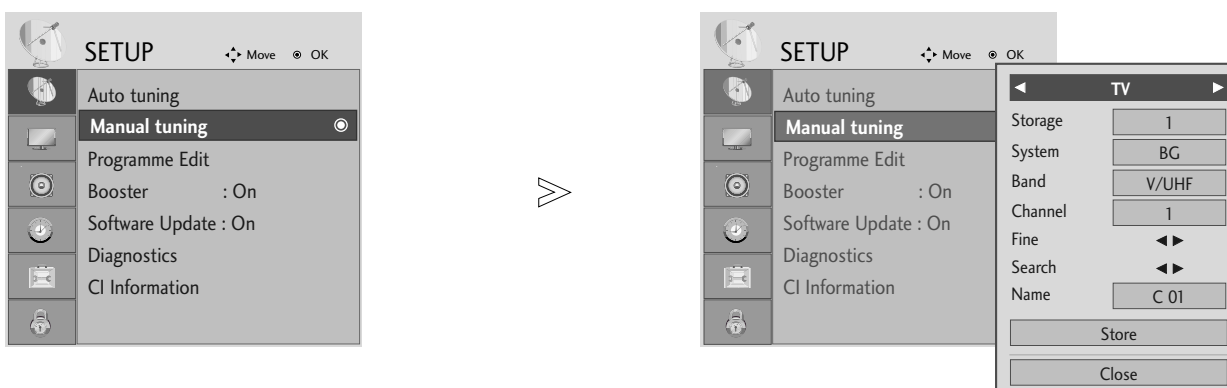 SETUP Move OK
Auto tuning
Manual tuning
Programme Edit
Booster : On
Software Update : On
Diagnostics
CI Information
SETUP Move OK
Auto tuning
Manual tuning
Programme Edit
Booster : On
Software Update : On
Diagnostics
CI Information
TV
Storage 1
System BG
Band V/UHF
Channel 1
Fine ◀ ▶
Search ◀ ▶
Name C 01
Store
Close